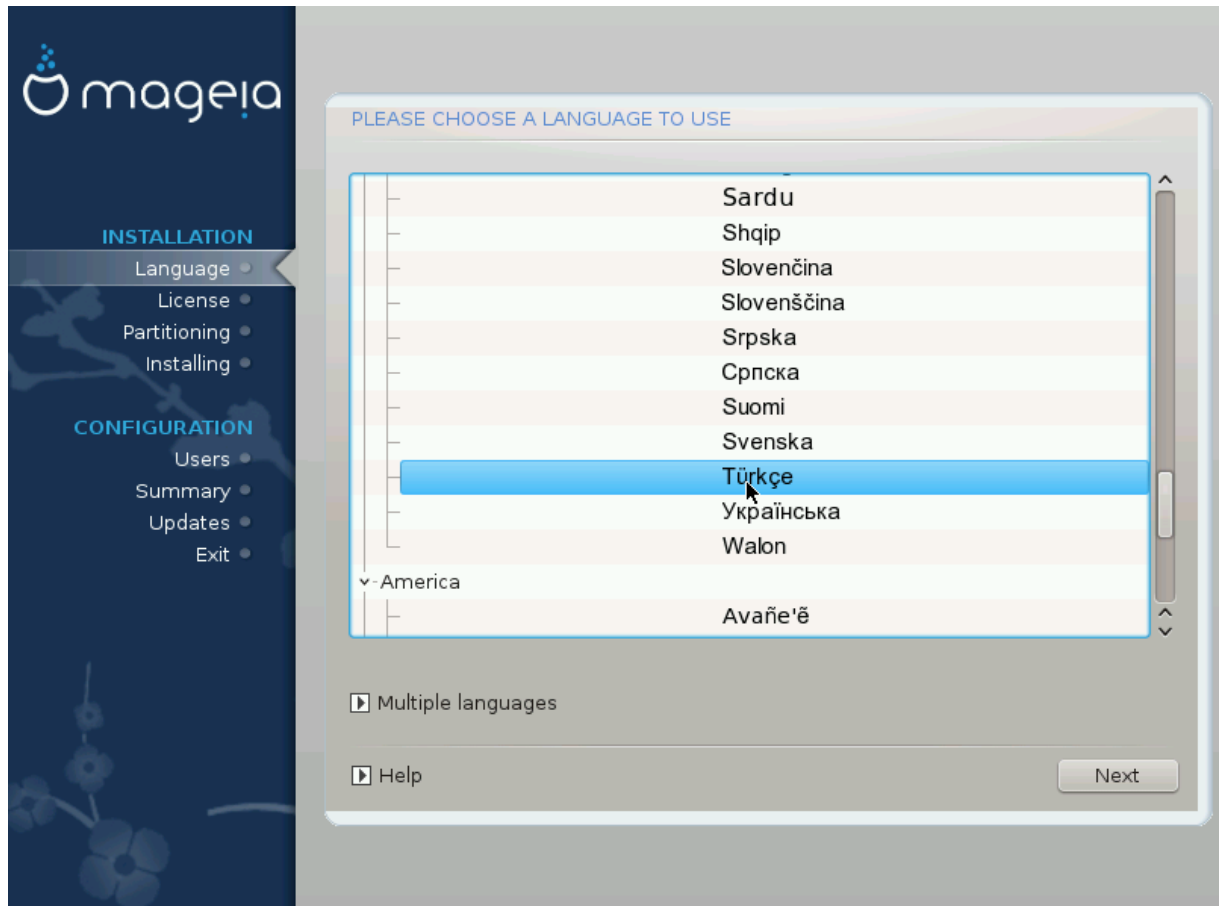 mageia
INSTALLATION
Language
License
Partitioning
Installing
CONFIGURATION
Users
Summary
Updates
Exit
PLEASE CHOOSE A LANGUAGE TO USE
Sardu
Shqip
Slovenčina
Slovenščina
Srpska
Српска
Suomi
Svenska
Türkçe
Українська
Walon
America
Avañe'ẽ
Multiple languages
Help
Next